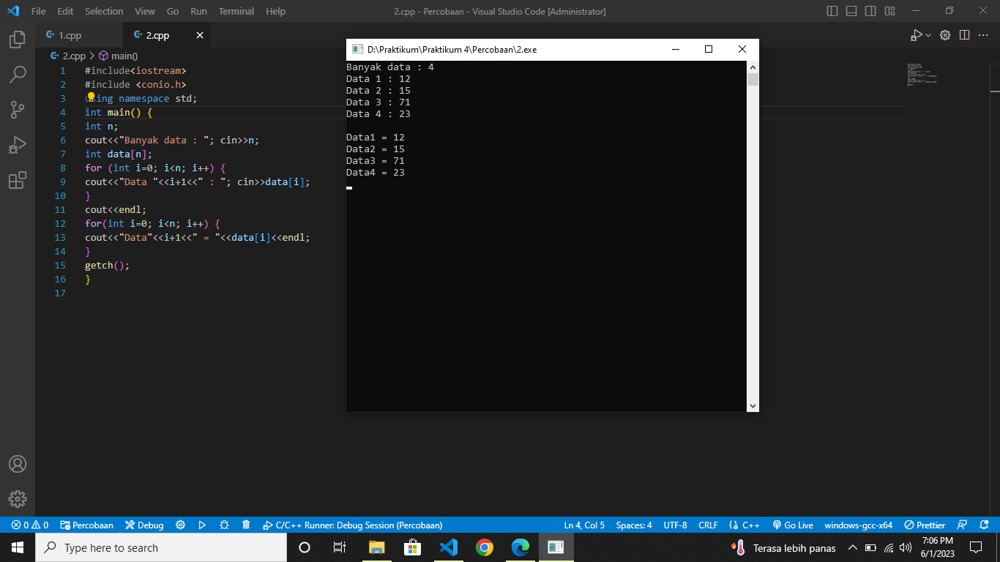 File Edit Selection View Go Run Terminal Help 2.cpp - Percobaan - Visual Studio Code [Administrator]
1.cpp 2.cpp
2.cpp > main()
1 #include<iostream>
2 #include <conio.h>
3 using namespace std;
4 int main() {
5 int n;
6 cout<<"Banyak data : "; cin>>n;
7 int data[n];
8 for (int i=0; i<n; i++) {
9 cout<<"Data "<<i+1<<" : "; cin>>data[i];
10 }
11 cout<<endl;
12 for(int i=0; i<n; i++) {
13 cout<<"Data"<<i+1<<" = "<<data[i]<<endl;
14 }
15 getch();
16 }
17
D:\Praktikum\Praktikum 4\Percobaan\2.exe
Banyak data : 4
Data 1 : 12
Data 2 : 15
Data 3 : 71
Data 4 : 23
Data1 = 12
Data2 = 15
Data3 = 71
Data4 = 23
0 0 Percobaan Debug C/C++ Runner: Debug Session (Percobaan) Ln 4, Col 5 Spaces: 4 UTF-8 CRLF {} C++ Go Live windows-gcc-x64 Prettier
Type here to search Terasa lebih panas 7:06 PM
6/1/2023